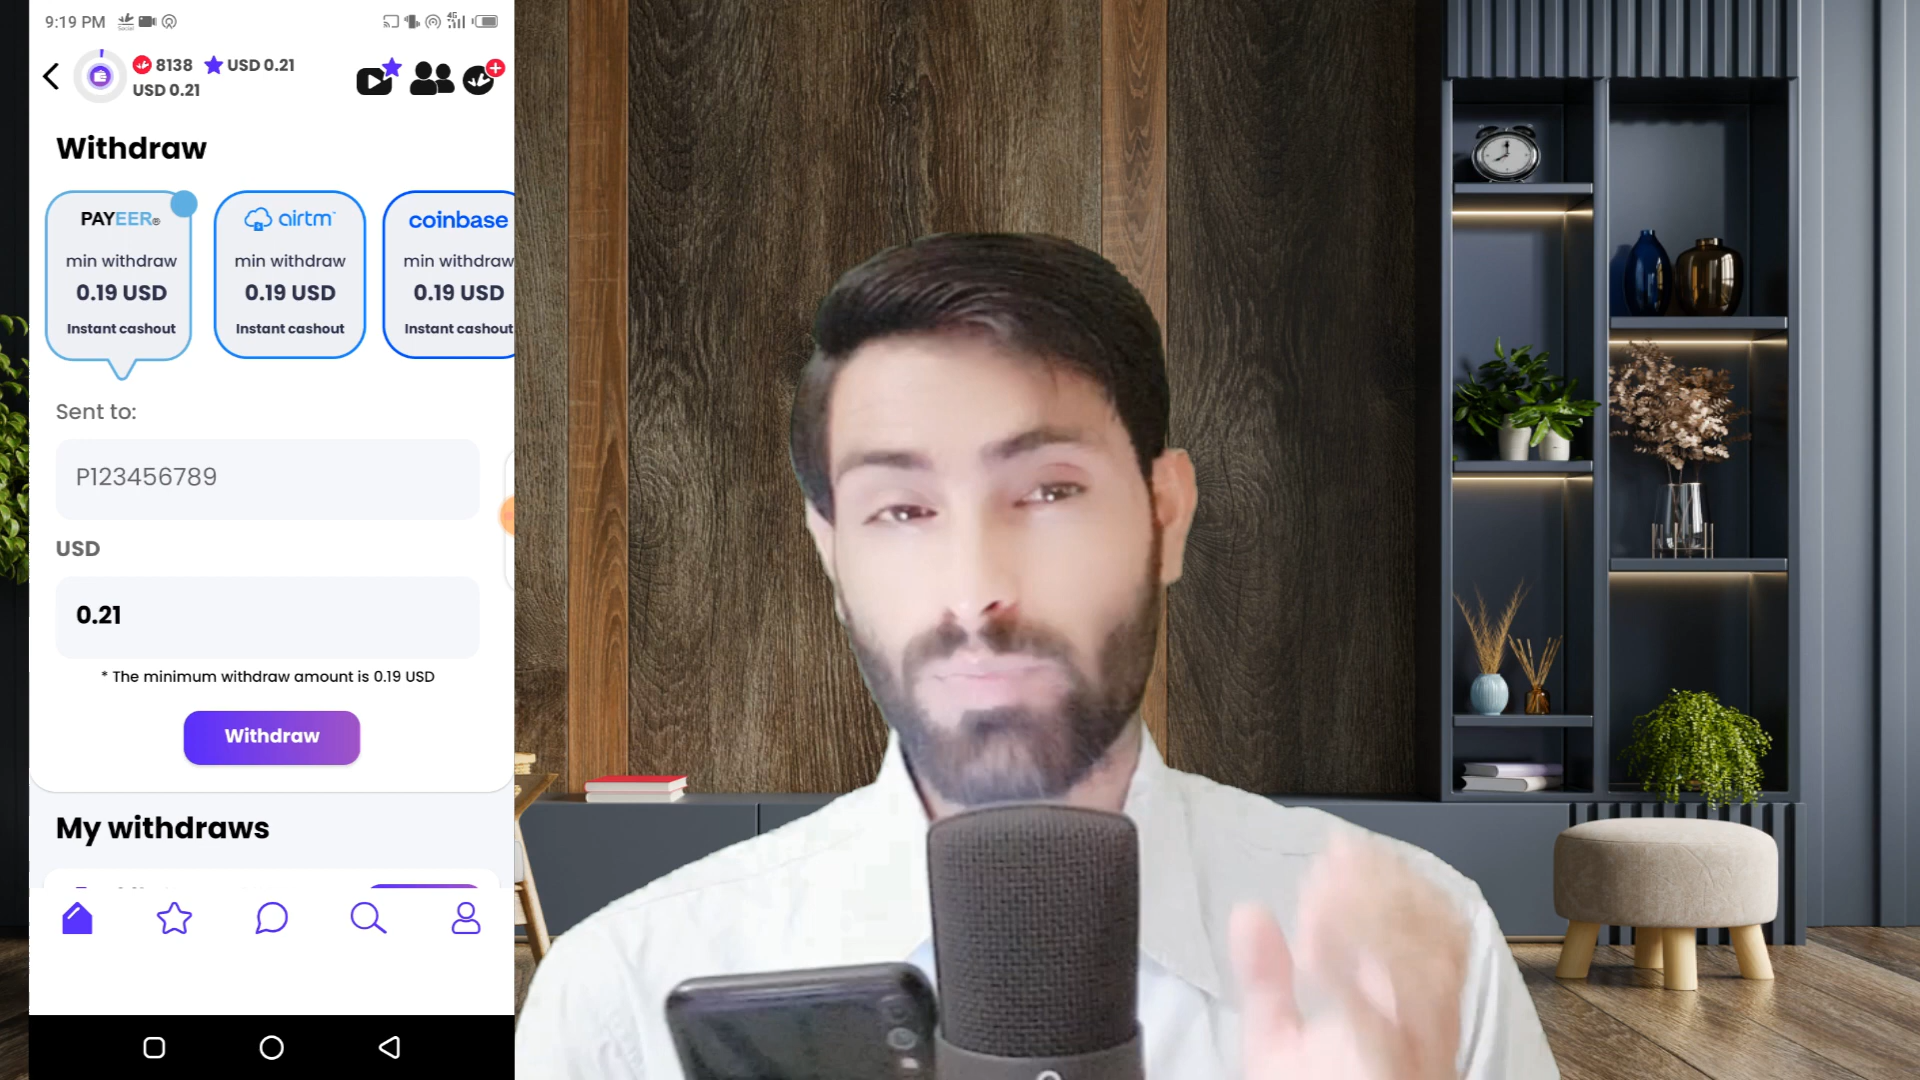 9:19 PM
8138 USD 0.21
USD 0.21
Withdraw
PAYEER®
min withdraw
0.19 USD
Instant cashout
airtm
min withdraw
0.19 USD
Instant cashout
coinbase
min withdraw
0.19 USD
Instant cashout
Sent to:
P123456789
USD
0.21
* The minimum withdraw amount is 0.19 USD
Withdraw
My withdraws